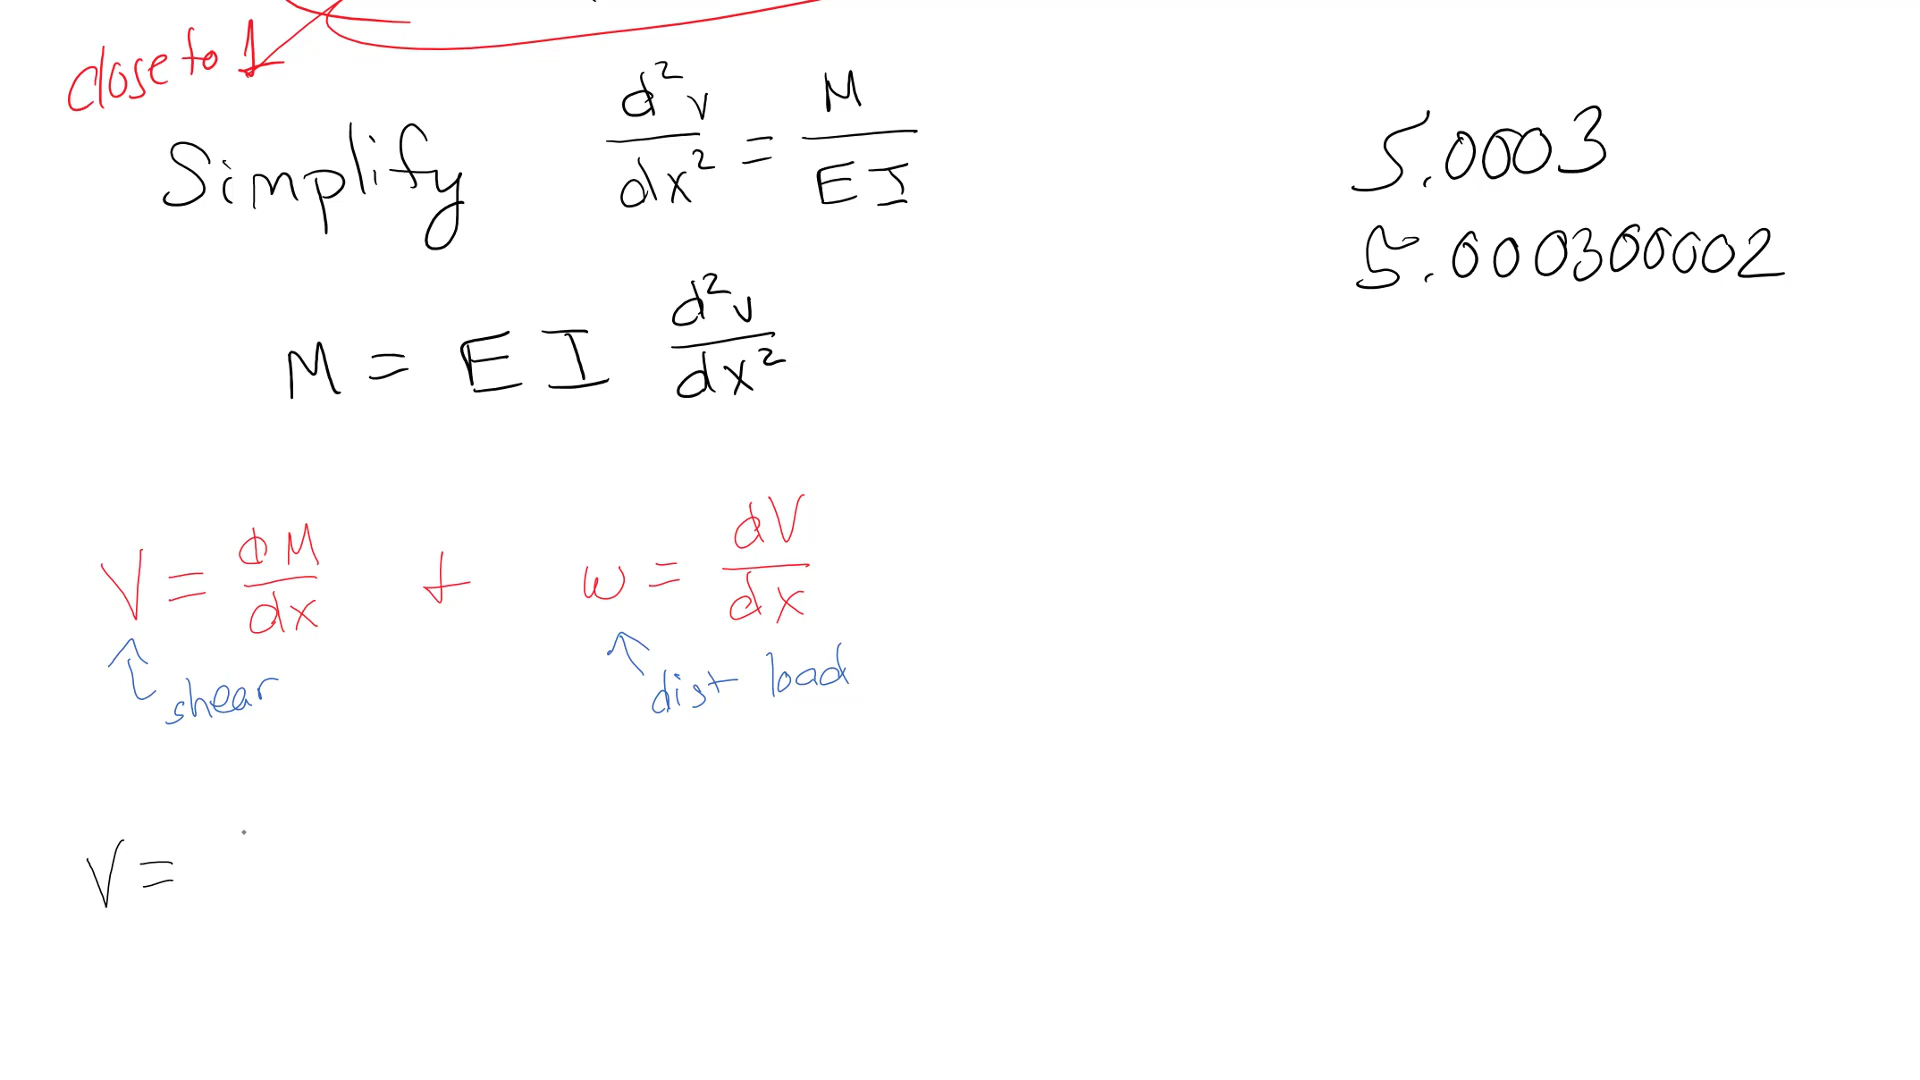 close to 1
Simplify d²v/dx² = M/EI
5.0003
5.000300002
M = EI d²v/dx²
V = dM/dx + w = dV/dx
shear
dist load
V =